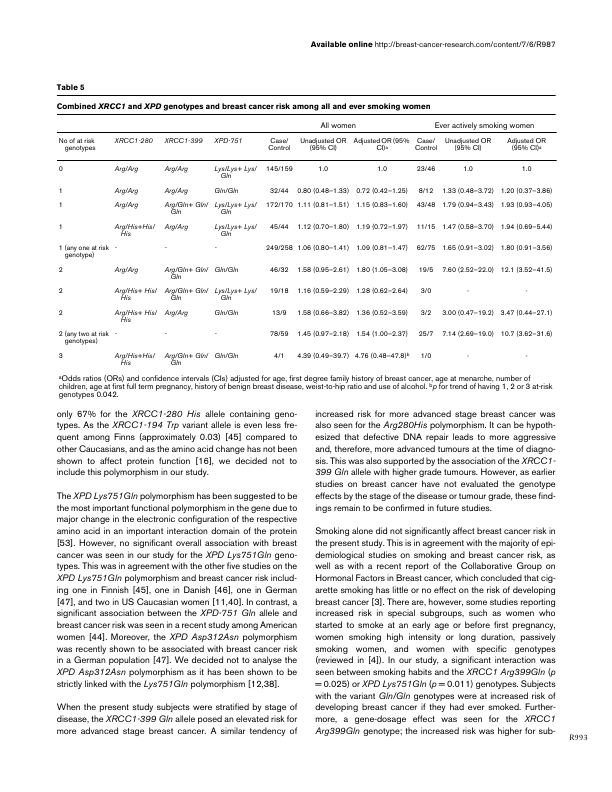 Available online http://breast-cancer-research.com/content/7/6/R987
Table 5
Combined XRCC1 and XPD genotypes and breast cancer risk among all and ever smoking women
All women Ever actively smoking women
No of at risk genotypes XRCC1-280 XRCC1-399 XPD-751 Case/Control Unadjusted OR (95% CI) Adjusted OR (95% CI)a Case/Control Unadjusted OR (95% CI) Adjusted OR (95% CI)a
0 Arg/Arg Arg/Arg Lys/Lys+ Lys/Gln 145/159 1.0 1.0 23/46 1.0 1.0
1 Arg/Arg Arg/Arg Gln/Gln 32/44 0.80 (0.48–1.33) 0.72 (0.42–1.25) 8/12 1.33 (0.48–3.72) 1.20 (0.37–3.86)
1 Arg/Arg Arg/Gln+ Gln/Gln Lys/Lys+ Lys/Gln 172/170 1.11 (0.81–1.51) 1.15 (0.83–1.60) 43/48 1.79 (0.94–3.43) 1.93 (0.93–4.05)
1 Arg/His+His/His Arg/Arg Lys/Lys+ Lys/Gln 45/44 1.12 (0.70–1.80) 1.19 (0.72–1.97) 11/15 1.47 (0.58–3.70) 1.94 (0.69–5.44)
1 (any one at risk genotype) - - - 249/258 1.06 (0.80–1.41) 1.09 (0.81–1.47) 62/75 1.65 (0.91–3.02) 1.80 (0.91–3.56)
2 Arg/Arg Arg/Gln+ Gln/Gln Gln/Gln 46/32 1.58 (0.95–2.61) 1.80 (1.05–3.08) 19/5 7.60 (2.52–22.0) 12.1 (3.52–41.5)
2 Arg/His+ His/His Arg/Gln+ Gln/Gln Lys/Lys+ Lys/Gln 19/18 1.16 (0.59–2.29) 1.28 (0.62–2.64) 3/0 - -
2 Arg/His+ His/His Arg/Arg Gln/Gln 13/9 1.58 (0.66–3.82) 1.36 (0.52–3.59) 3/2 3.00 (0.47–19.2) 3.47 (0.44–27.1)
2 (any two at risk genotypes) - - - 78/59 1.45 (0.97–2.18) 1.54 (1.00–2.37) 25/7 7.14 (2.69–19.0) 10.7 (3.62–31.6)
3 Arg/His+His/His Arg/Gln+ Gln/Gln Gln/Gln 4/1 4.39 (0.49–39.7) 4.76 (0.48–47.8)b 1/0 - -
aOdds ratios (ORs) and confidence intervals (CIs) adjusted for age, first degree family history of breast cancer, age at menarche, number of
children, age at first full term pregnancy, history of benign breast disease, weist-to-hip ratio and use of alcohol. bp for trend of having 1, 2 or 3 at-risk
genotypes 0.042.
only 67% for the XRCC1-280 His allele containing geno-
types. As the XRCC1-194 Trp variant allele is even less fre-
quent among Finns (approximately 0.03) [45] compared to
other Caucasians, and as the amino acid change has not been
shown to affect protein function [16], we decided not to
include this polymorphism in our study.
The XPD Lys751Gln polymorphism has been suggested to be
the most important functional polymorphism in the gene due to
major change in the electronic configuration of the respective
amino acid in an important interaction domain of the protein
[53]. However, no significant overall association with breast
cancer was seen in our study for the XPD Lys751Gln geno-
types. This was in agreement with the other five studies on the
XPD Lys751Gln polymorphism and breast cancer risk includ-
ing one in Finnish [45], one in Danish [46], one in German
[47], and two in US Caucasian women [11,40]. In contrast, a
significant association between the XPD-751 Gln allele and
breast cancer risk was seen in a recent study among American
women [44]. Moreover, the XPD Asp312Asn polymorphism
was recently shown to be associated with breast cancer risk
in a German population [47]. We decided not to analyse the
XPD Asp312Asn polymorphism as it has been shown to be
strictly linked with the Lys751Gln polymorphism [12,38].
When the present study subjects were stratified by stage of
disease, the XRCC1-399 Gln allele posed an elevated risk for
more advanced stage breast cancer. A similar tendency of
increased risk for more advanced stage breast cancer was
also seen for the Arg280His polymorphism. It can be hypoth-
esized that defective DNA repair leads to more aggressive
and, therefore, more advanced tumours at the time of diagno-
sis. This was also supported by the association of the XRCC1-
399 Gln allele with higher grade tumours. However, as earlier
studies on breast cancer have not evaluated the genotype
effects by the stage of the disease or tumour grade, these find-
ings remain to be confirmed in future studies.
Smoking alone did not significantly affect breast cancer risk in
the present study. This is in agreement with the majority of epi-
demiological studies on smoking and breast cancer risk, as
well as with a recent report of the Collaborative Group on
Hormonal Factors in Breast cancer, which concluded that cig-
arette smoking has little or no effect on the risk of developing
breast cancer [3]. There are, however, some studies reporting
increased risk in special subgroups, such as women who
started to smoke at an early age or before first pregnancy,
women smoking high intensity or long duration, passively
smoking women, and women with specific genotypes
(reviewed in [4]). In our study, a significant interaction was
seen between smoking habits and the XRCC1 Arg399Gln (p
= 0.025) or XPD Lys751Gln (p = 0.011) genotypes. Subjects
with the variant Gln/Gln genotypes were at increased risk of
developing breast cancer if they had ever smoked. Further-
more, a gene-dosage effect was seen for the XRCC1
Arg399Gln genotype; the increased risk was higher for sub-
R993